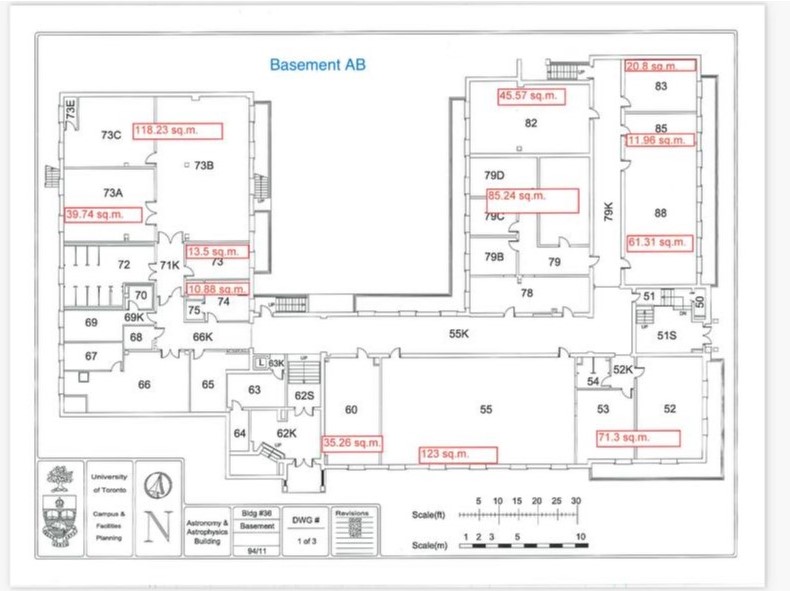 Basement AB
20.8 sq.m.
83
45.57 sq.m.
82
73E
73C
118.23 sq.m.
73B
85
11.96 sq.m.
73A
39.74 sq.m.
79D
85.24 sq.m.
79C
79K
88
61.31 sq.m.
72
71K
13.5 sq.m.
73
79B
79
10.88 sq.m.
70
74
75
78
51
50
UP
DN
69
69K
68
66K
55K
51S
67
66
65
L
63K
63
62S
UP
60
55
54
52K
53
52
64
62K
UP
35.26 sq.m.
123 sq.m.
71.3 sq.m.
University
of Toronto
Campus &
Facilities
Planning
N
Astronomy &
Astrophysics
Building
Bldg #36
Basement
94/11
DWG #
1 of 3
Revisions
Scale(ft)
5 10 15 20 25 30
Scale(m)
1 2 3 5 10